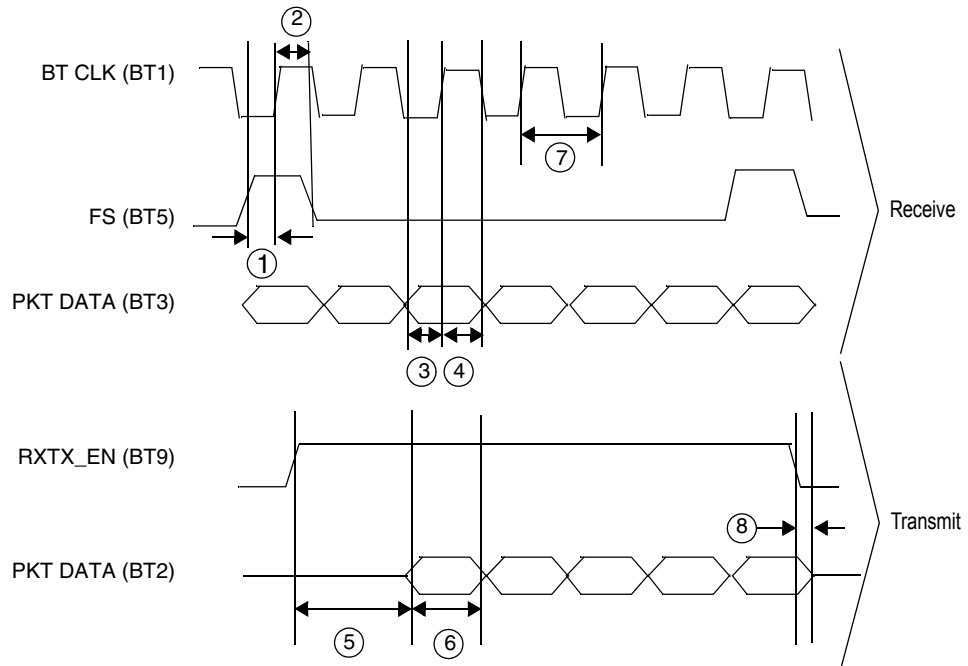 ②
BT CLK (BT1)
⑦
FS (BT5)
Receive
①
PKT DATA (BT3)
③ ④
RXTX_EN (BT9)
⑧
Transmit
PKT DATA (BT2)
⑤ ⑥